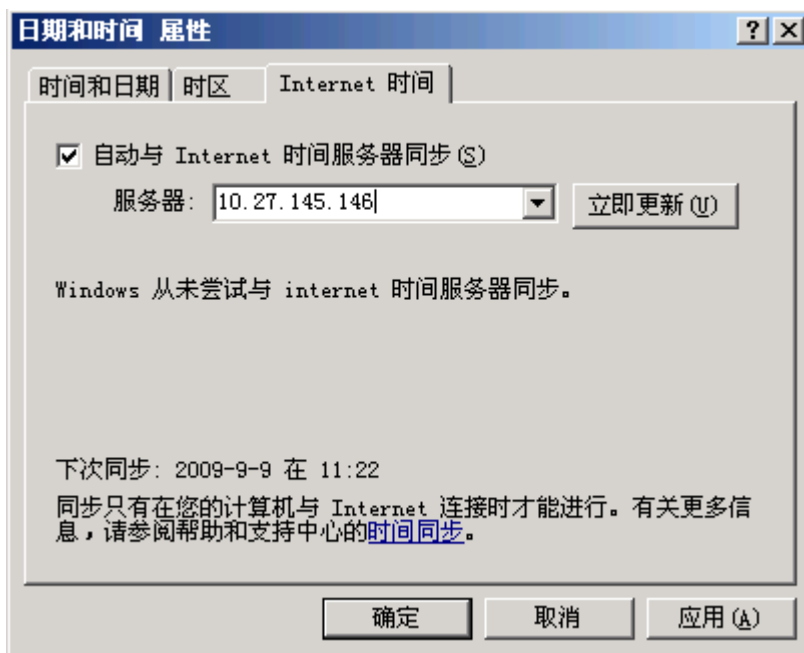 日期和时间 属性
时间和日期 时区 Internet 时间
自动与 Internet 时间服务器同步(S)
服务器: 10.27.145.146 立即更新(U)
Windows 从未尝试与 internet 时间服务器同步。
下次同步: 2009-9-9 在 11:22
同步只有在您的计算机与 Internet 连接时才能进行。有关更多信
息，请参阅帮助和支持中心的时间同步。
确定 取消 应用(A)